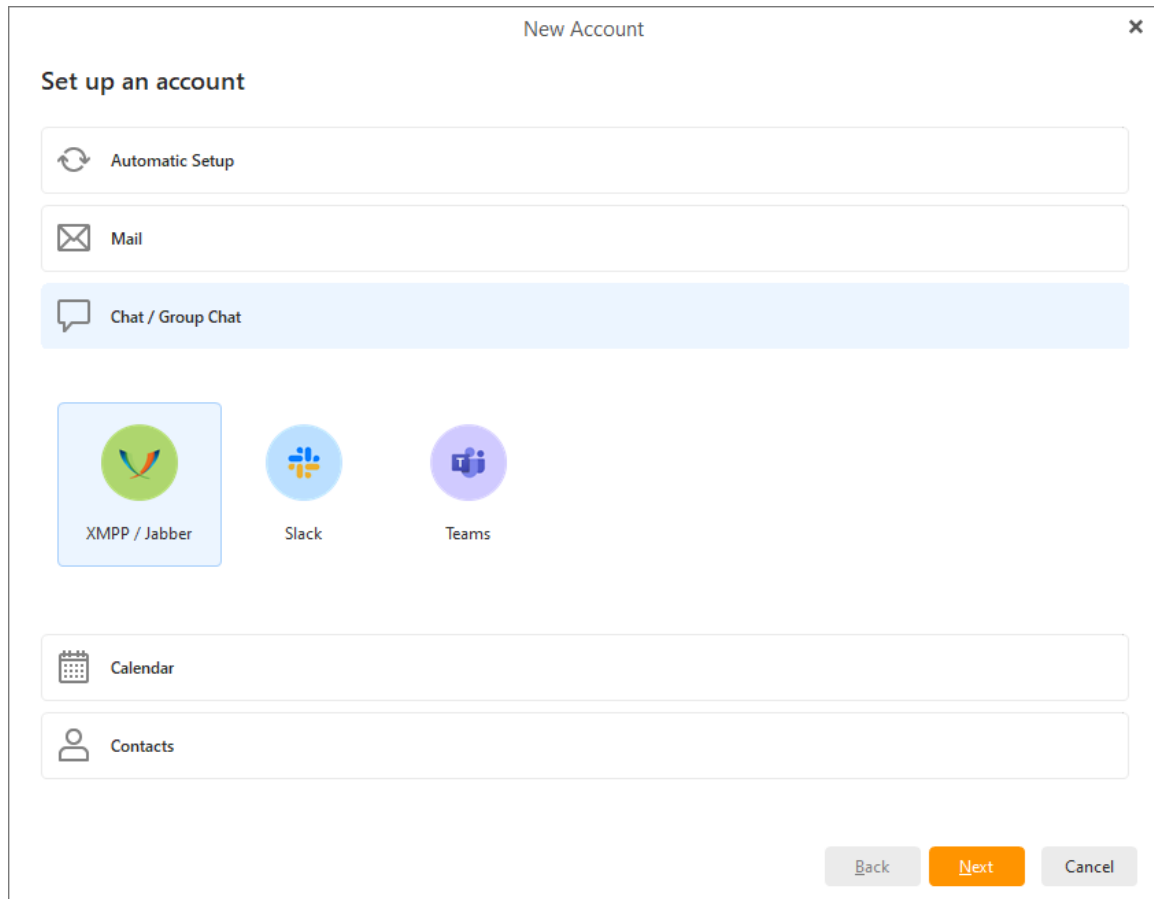 New Account
Set up an account
Automatic Setup
Mail
Chat / Group Chat
XMPP / Jabber Slack Teams
Calendar
Contacts
Back Next Cancel